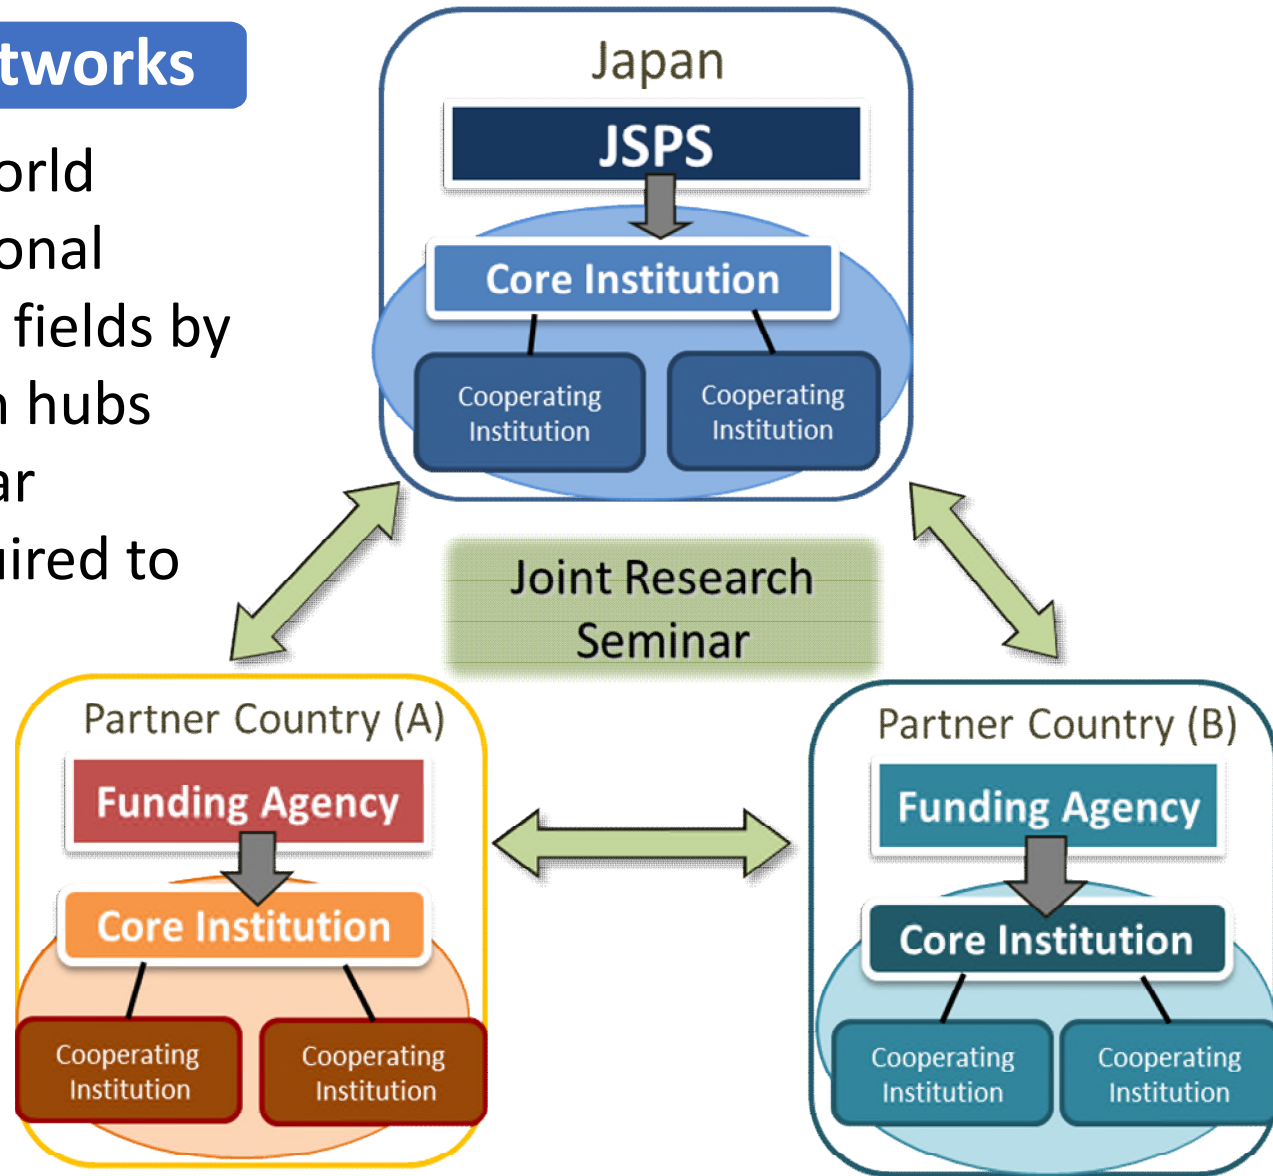 tworks
orld
onal
fields by
hubs
ar
uired to
Japan
JSPS
Core Institution
Cooperating
Institution
Cooperating
Institution
Joint Research
Seminar
Partner Country (A)
Funding Agency
Core Institution
Cooperating
Institution
Cooperating
Institution
Partner Country (B)
Funding Agency
Core Institution
Cooperating
Institution
Cooperating
Institution